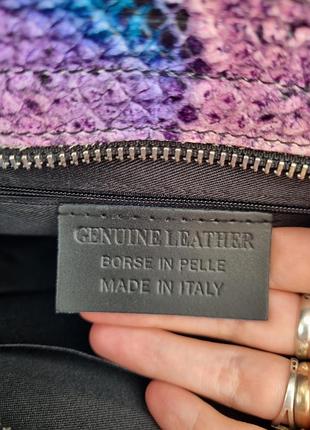 GENUINE LEATHER
BORSE IN PELLE
MADE IN ITALY